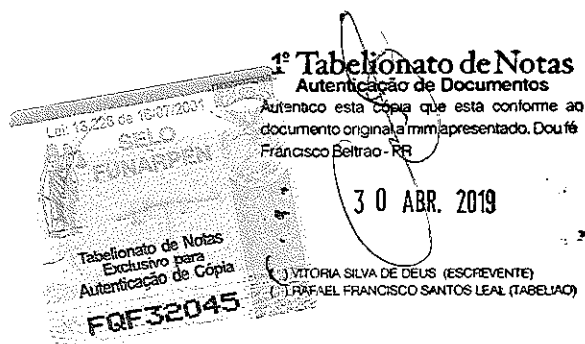 Lei: 13.228 de 18/07/2001
SELO
FUNARPEN
Tabelionato de Notas
Exclusivo para
Autenticação de Cópia
FQF32045
1º Tabelionato de Notas
Autenticação de Documentos
Autentico esta cópia que esta conforme ao
documento original a mim apresentado. Dou fé.
Francisco Beltrao - PR
30 ABR. 2019
( ) VITORIA SILVA DE DEUS (ESCREVENTE)
( ) RAFAEL FRANCISCO SANTOS LEAL (TABELIAO)